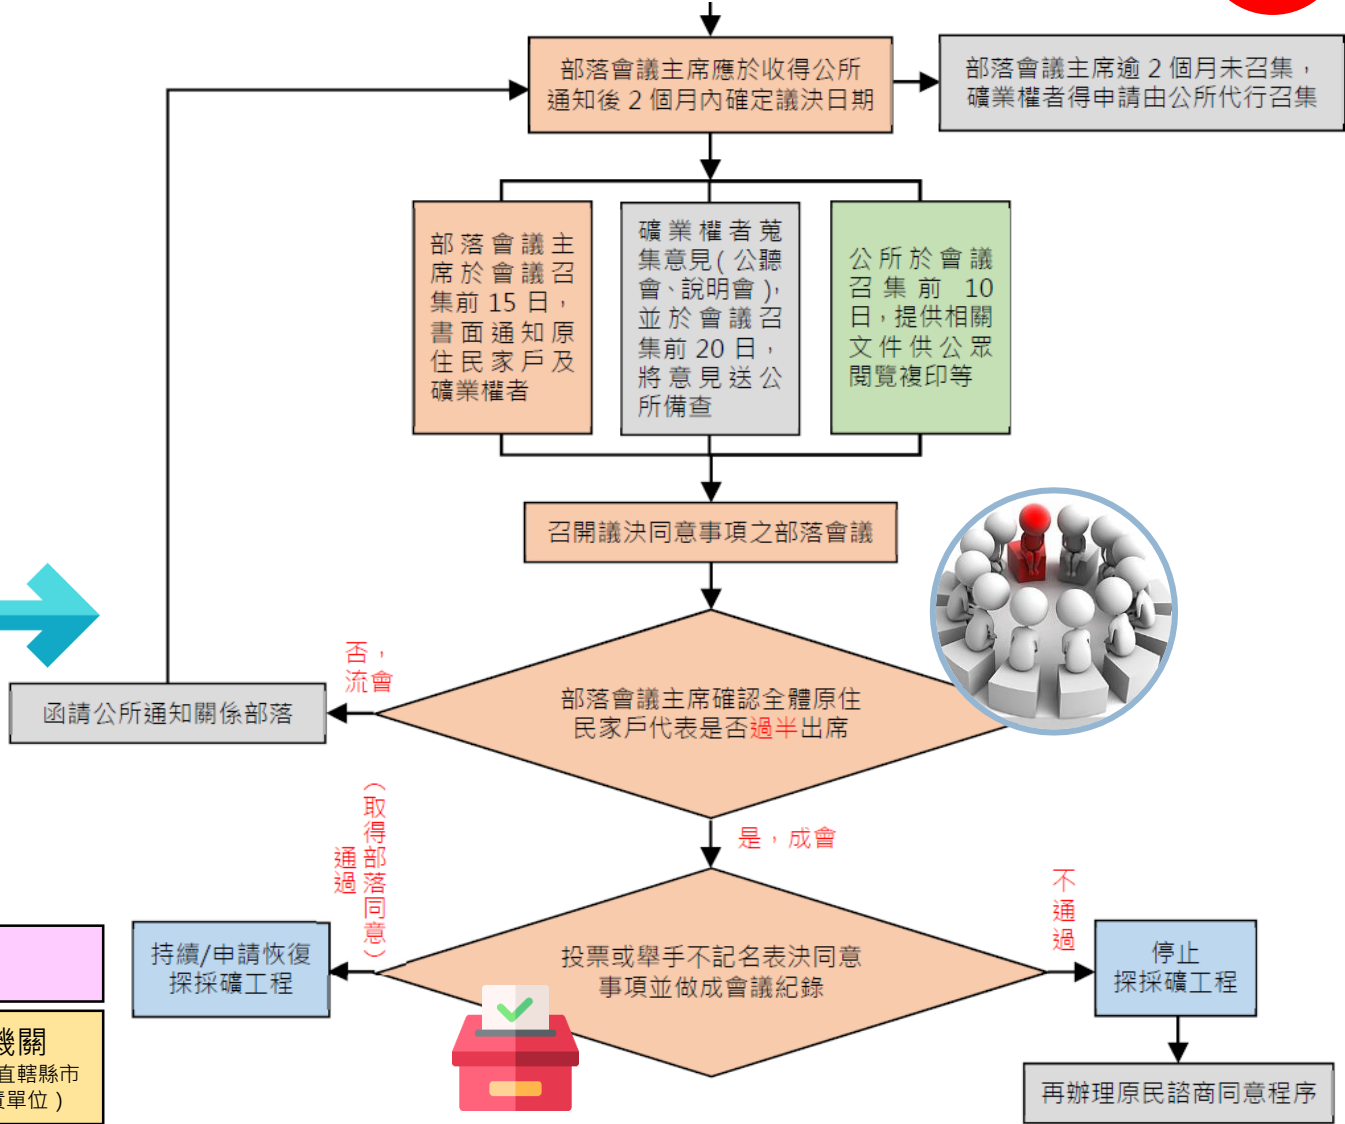 部落會議主席應於收得公所
通知後 2 個月內確定議決日期
部落會議主席逾 2 個月未召集，
礦業權者得申請由公所代行召集
部落會議主
席於會議召
集前 15 日，
書面通知原
住民家戶及
礦業權者
礦業權者蒐
集意見( 公聽
會、說明會 )，
並於會議召
集前 20 日，
將意見送公
所備查
公所於會議
召集前 10
日，提供相關
文件供公眾
閱覽複印等
召開議決同意事項之部落會議
否，
流會
函請公所通知關係部落
部落會議主席確認全體原住
民家戶代表是否過半出席
是，成會
通過
（取得部落同意）
不通過
持續/申請恢復
探採礦工程
投票或舉手不記名表決同意
事項並做成會議紀錄
停止
探採礦工程
再辦理原民諮商同意程序
機關
直轄縣市
單位 )